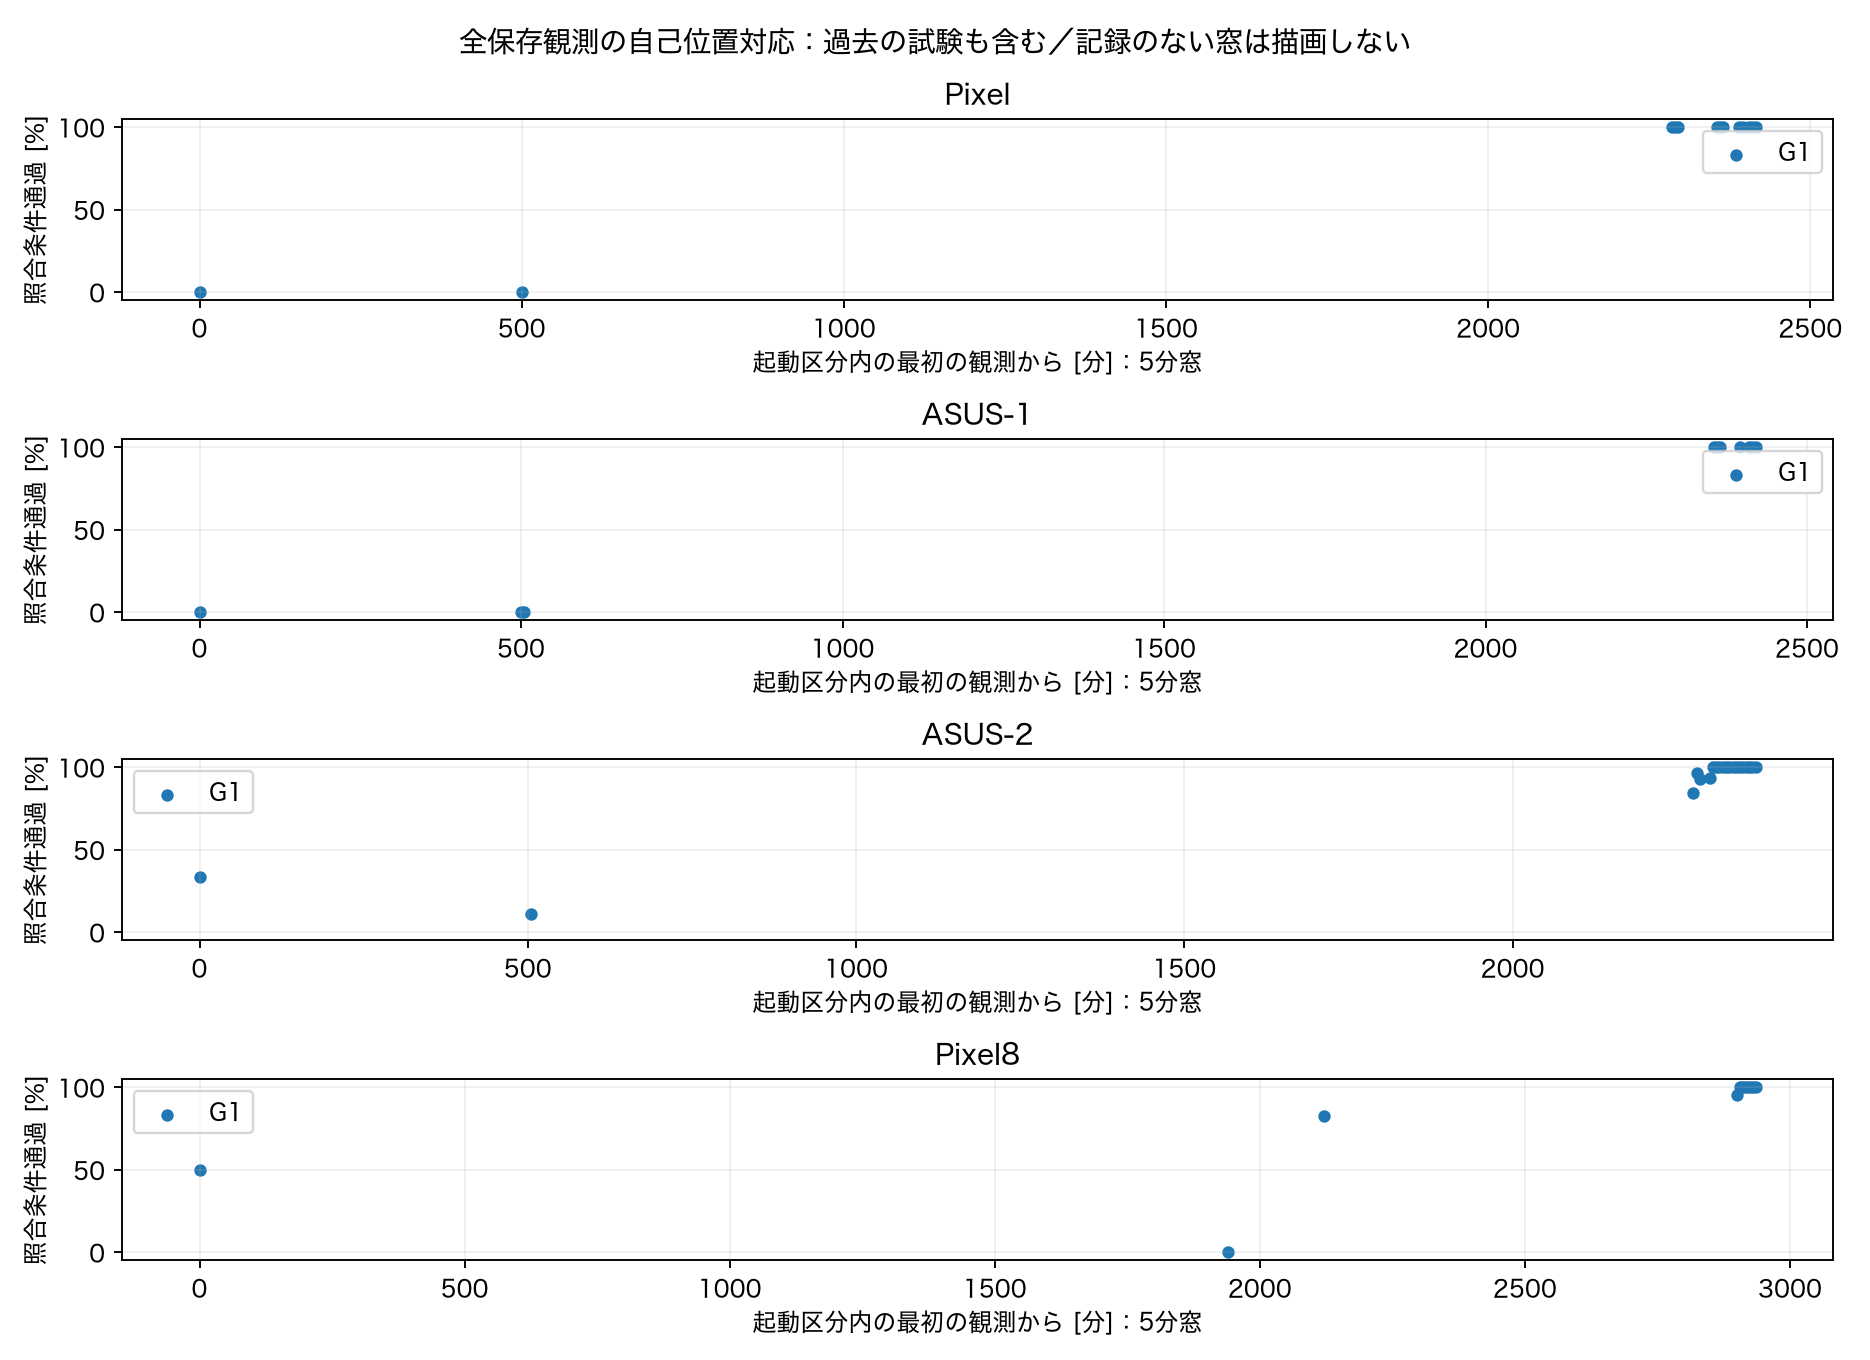 全保存観測の自己位置対応：過去の試験も含む／記録のない窓は描画しない
Pixel
照合条件通過 [%]
100
50
0
G1
0 500 1000 1500 2000 2500
起動区分内の最初の観測から [分]：5分窓
ASUS-1
照合条件通過 [%]
100
50
0
G1
0 500 1000 1500 2000 2500
起動区分内の最初の観測から [分]：5分窓
ASUS-2
照合条件通過 [%]
100
50
0
G1
0 500 1000 1500 2000
起動区分内の最初の観測から [分]：5分窓
Pixel8
照合条件通過 [%]
100
50
0
G1
0 500 1000 1500 2000 2500 3000
起動区分内の最初の観測から [分]：5分窓